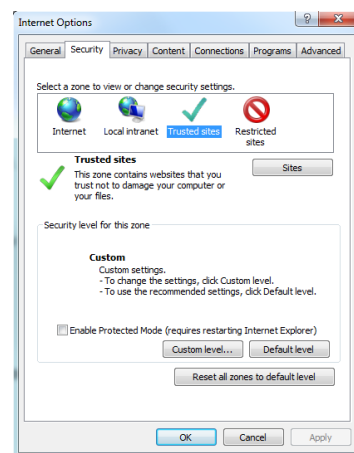 Internet Options
General Security Privacy Content Connections Programs Advanced
Select a zone to view or change security settings.
Internet Local intranet Trusted sites Restricted
sites
Trusted sites
Sites
This zone contains websites that you
trust not to damage your computer or
your files.
Security level for this zone
Custom
Custom settings.
- To change the settings, click Custom level.
- To use the recommended settings, click Default level.
Enable Protected Mode (requires restarting Internet Explorer)
Custom level... Default level
Reset all zones to default level
OK Cancel Apply